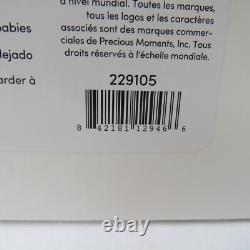 à nivel mundial. Toutes les marques,
tous les logos et les caractères
associés sont des marques commer-
ciales de Precious Moments, Inc. Tous
droits réservés à l'échelle mondiale.
babies
lejado
arder à
229105
8 42181 12946 6